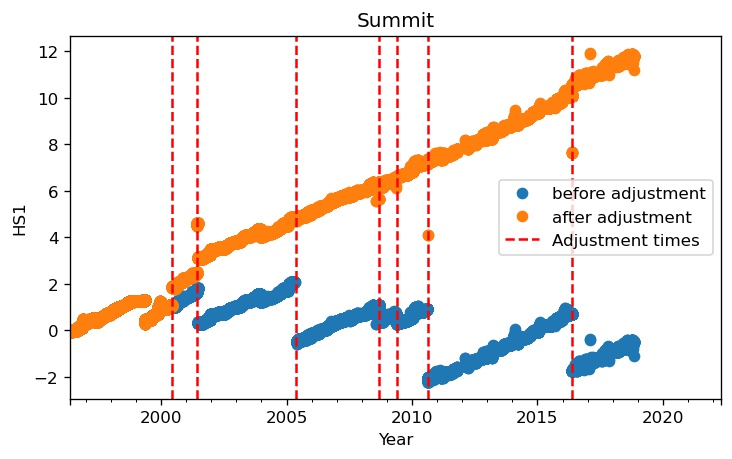 Summit
12
10
8
6
4
2
0
−2
HS1
before adjustment
after adjustment
Adjustment times
2000
2005
2010
2015
2020
Year